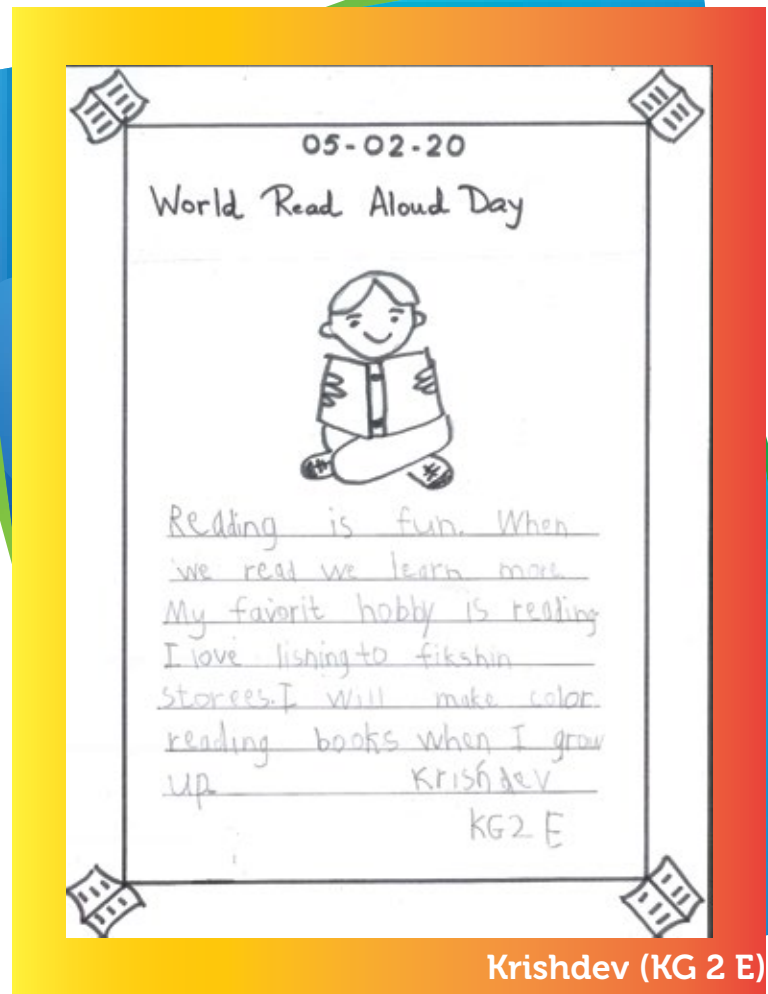 05-02-20
World Read Aloud Day
Reading is fun. When
we read we learn more
My favorit hobby is reading
I love lisning to fikshin
storees. I will make color
reading books when I grow
up. Krishdev
KG2 E
Krishdev (KG 2 E)